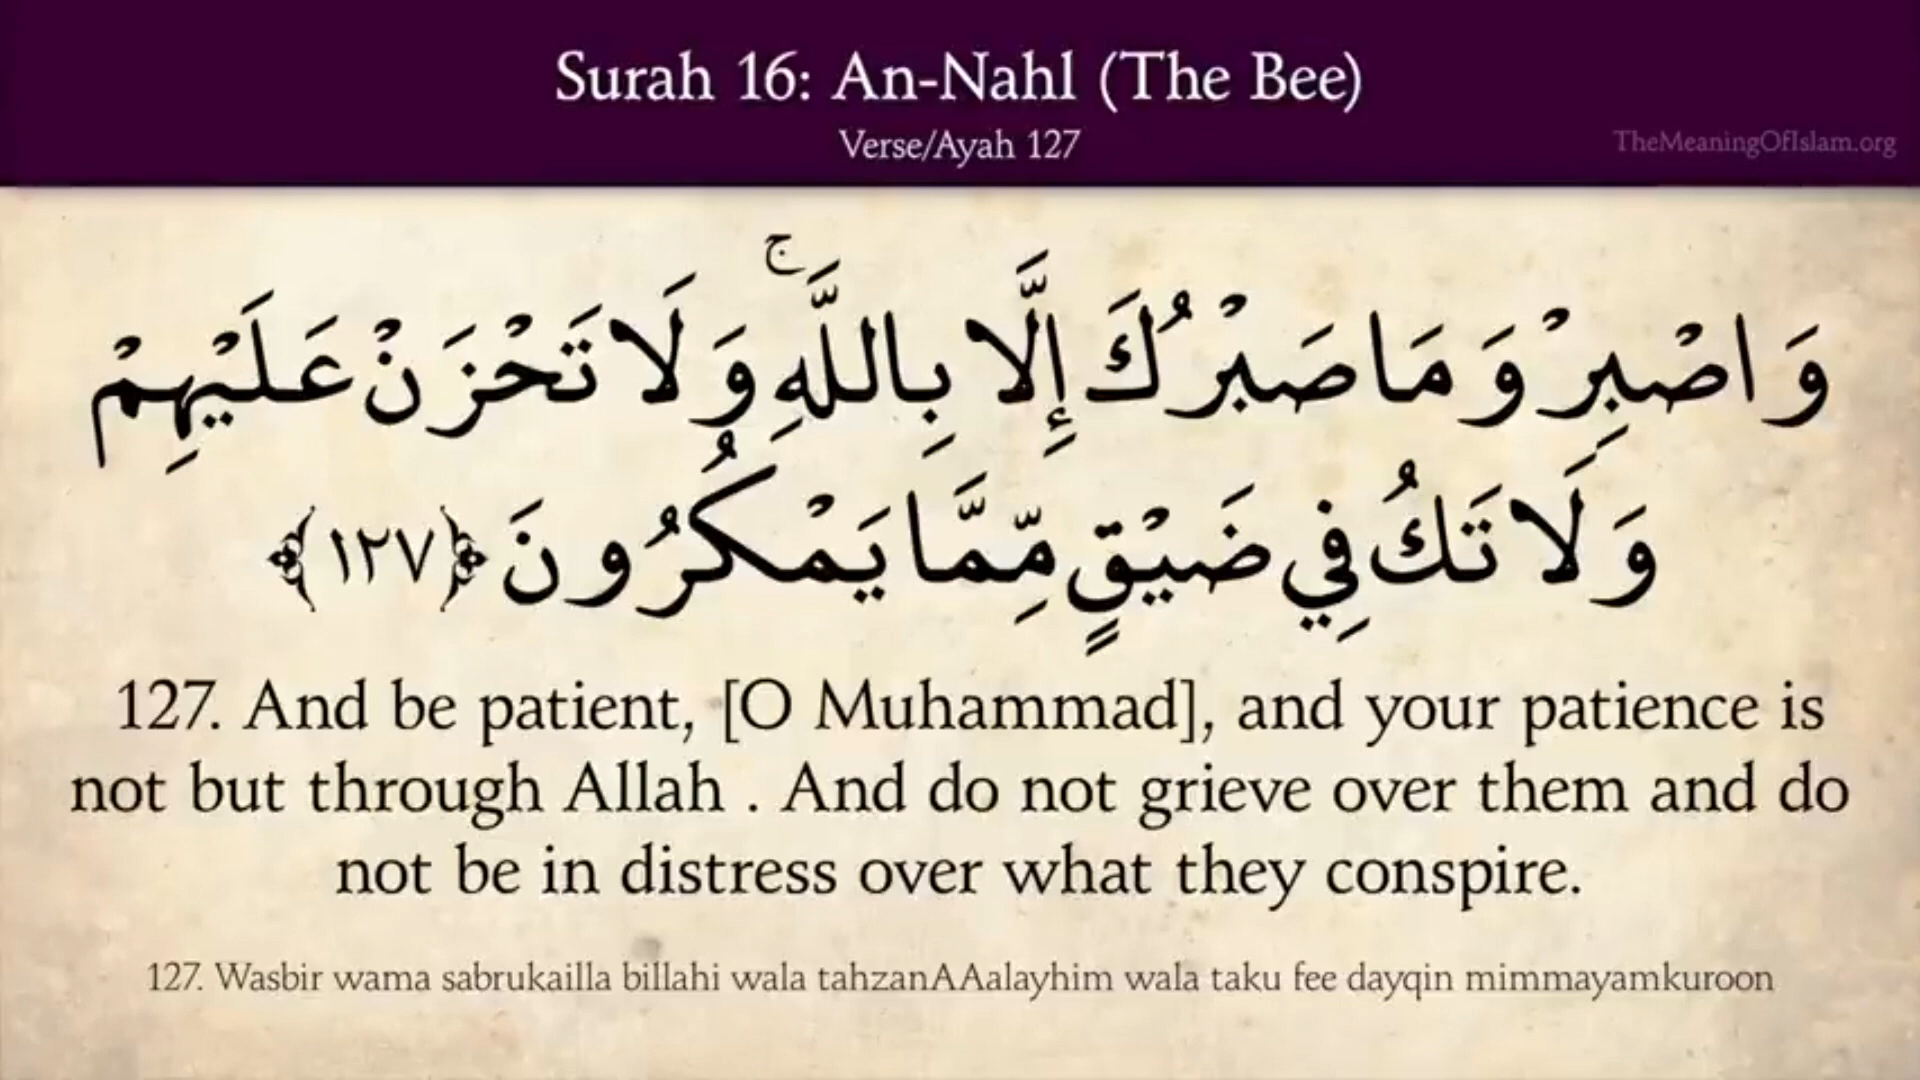 Surah 16: An-Nahl (The Bee)
Verse/Ayah 127
TheMeaningOfIslam.org
وَاصْبِرْ وَمَا صَبْرُكَ إِلَّا بِاللَّهِ ۚ وَلَا تَحْزَنْ عَلَيْهِمْ
وَلَا تَكُ فِي ضَيْقٍ مِّمَّا يَمْكُرُونَ ﴿١٢٧﴾
127. And be patient, [O Muhammad], and your patience is
not but through Allah . And do not grieve over them and do
not be in distress over what they conspire.
127. Wasbir wama sabrukailla billahi wala tahzanAAalayhim wala taku fee dayqin mimmayamkuroon